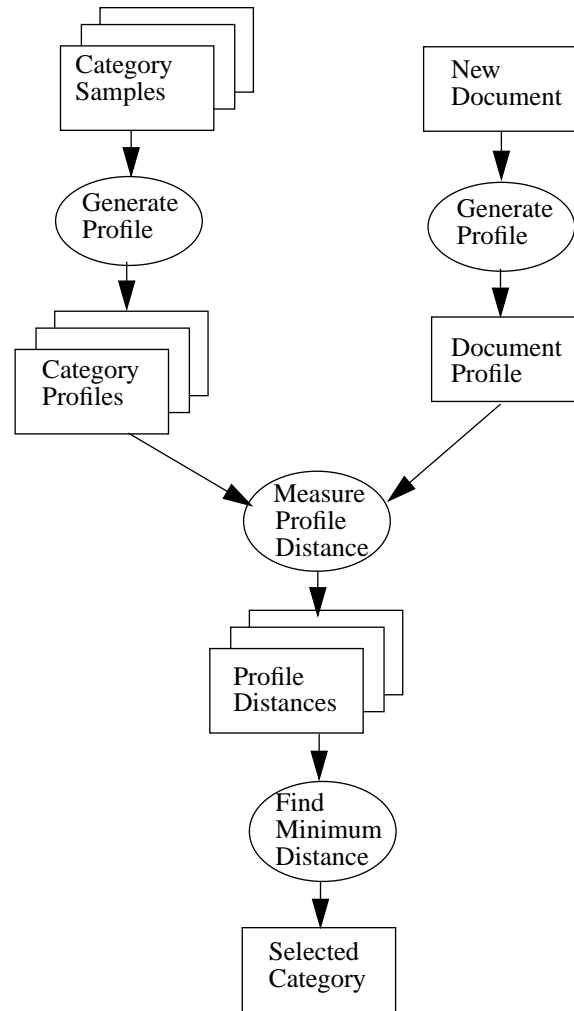 Category
Samples
New
Document
Generate
Profile
Generate
Profile
Category
Profiles
Document
Profile
Measure
Profile
Distance
Profile
Distances
Find
Minimum
Distance
Selected
Category